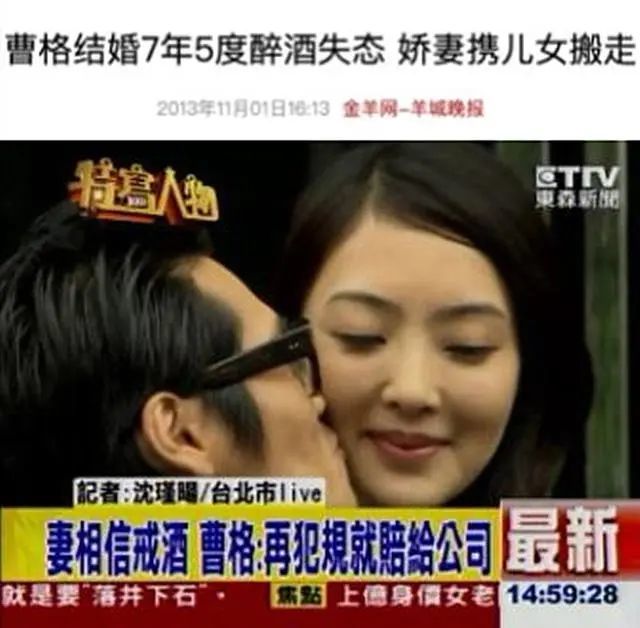 曹格结婚7年5度醉酒失态 娇妻携儿女搬走
2013年11月01日16:13 金羊网-羊城晚报
特寫人物
ETTV
東森新聞
記者:沈瑾暘/台北市live
妻相信戒酒 曹格:再犯規就賠給公司
最新
就是要"落井下石"。 焦點 上億身價女老
14:59:28